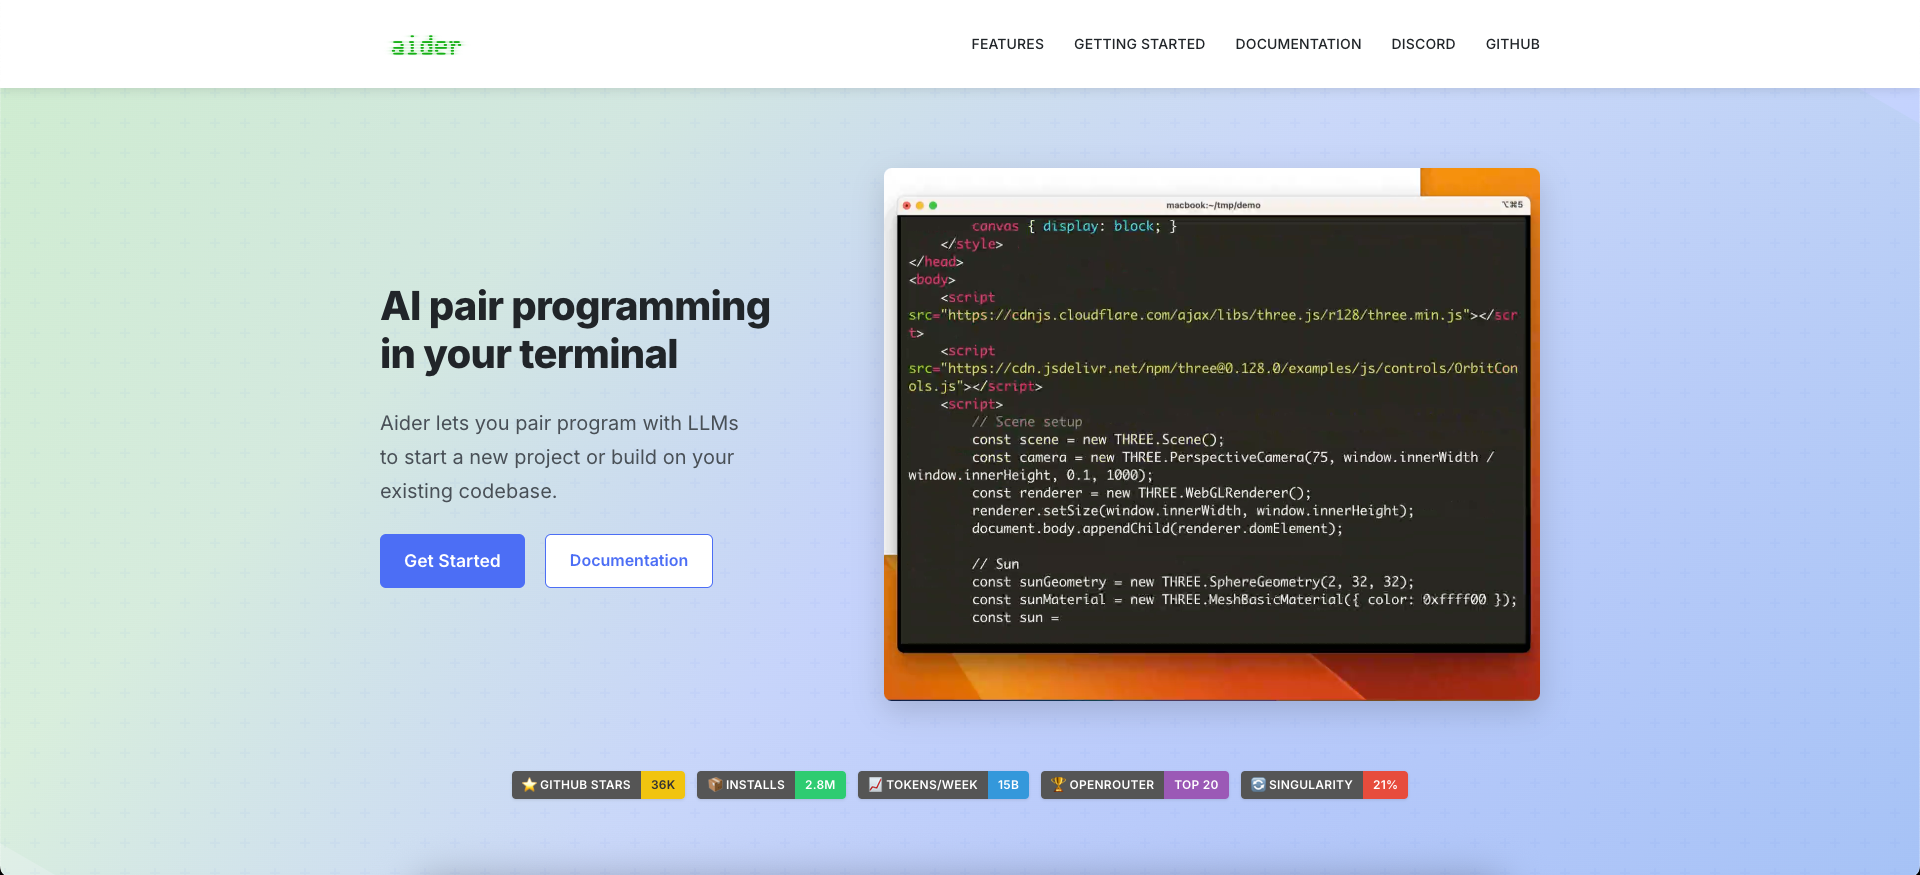 aider
FEATURES GETTING STARTED DOCUMENTATION DISCORD GITHUB
AI pair programming
in your terminal
Aider lets you pair program with LLMs
to start a new project or build on your
existing codebase.
Get Started Documentation
macbook:~/tmp/demo ⌥⌘5
canvas { display: block; }
</style>
</head>
<body>
<script
src="https://cdnjs.cloudflare.com/ajax/libs/three.js/r128/three.min.js"></scr
t>
<script
src="https://cdn.jsdelivr.net/npm/three@0.128.0/examples/js/controls/OrbitCon
ols.js"></script>
<script>
// Scene setup
const scene = new THREE.Scene();
const camera = new THREE.PerspectiveCamera(75, window.innerWidth /
window.innerHeight, 0.1, 1000);
const renderer = new THREE.WebGLRenderer();
renderer.setSize(window.innerWidth, window.innerHeight);
document.body.appendChild(renderer.domElement);
// Sun
const sunGeometry = new THREE.SphereGeometry(2, 32, 32);
const sunMaterial = new THREE.MeshBasicMaterial({ color: 0xffff00 });
const sun =
⭐ GITHUB STARS 36K 📦 INSTALLS 2.8M 📈 TOKENS/WEEK 15B 🏆 OPENROUTER TOP 20 🔄 SINGULARITY 21%